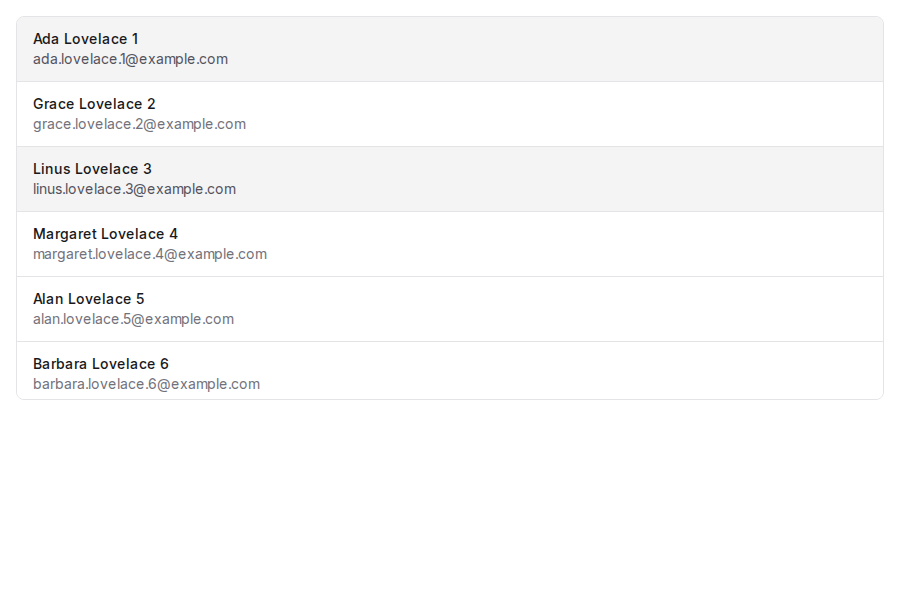 Ada Lovelace 1
ada.lovelace.1@example.com
Grace Lovelace 2
grace.lovelace.2@example.com
Linus Lovelace 3
linus.lovelace.3@example.com
Margaret Lovelace 4
margaret.lovelace.4@example.com
Alan Lovelace 5
alan.lovelace.5@example.com
Barbara Lovelace 6
barbara.lovelace.6@example.com